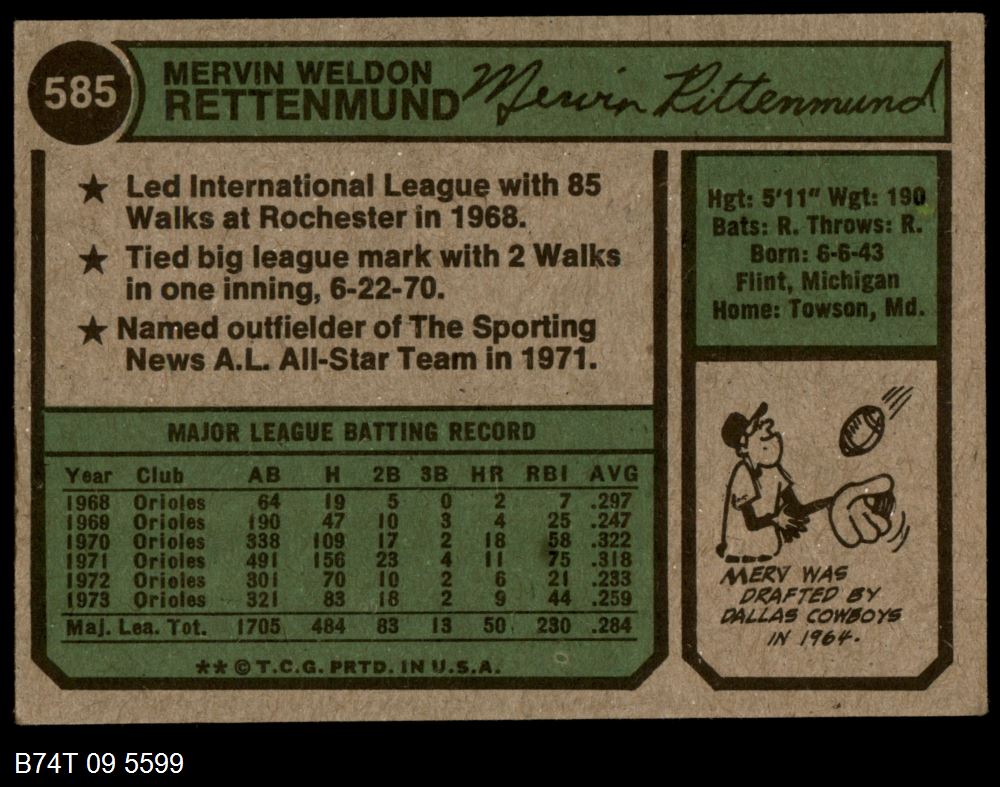 585
MERVIN WELDON
RETTENMUND
Mervin Rittenmund
★ Led International League with 85
Walks at Rochester in 1968.
★ Tied big league mark with 2 Walks
in one inning, 6-22-70.
★ Named outfielder of The Sporting
News A.L. All-Star Team in 1971.
Hgt: 5'11" Wgt: 190
Bats: R. Throws: R.
Born: 6-6-43
Flint, Michigan
Home: Towson, Md.
MAJOR LEAGUE BATTING RECORD
Year Club AB H 2B 3B HR RBI AVG
1968 Orioles 64 19 5 0 2 7 .297
1969 Orioles 190 47 10 3 4 25 .247
1970 Orioles 338 109 17 2 18 58 .322
1971 Orioles 491 156 23 4 11 75 .318
1972 Orioles 301 70 10 2 6 21 .233
1973 Orioles 321 83 18 2 9 44 .259
Maj. Lea. Tot. 1705 484 83 13 50 230 .284
** © T.C.G. PRTD. IN U.S.A.
MERV WAS
DRAFTED BY
DALLAS COWBOYS
IN 1964.
B74T 09 5599